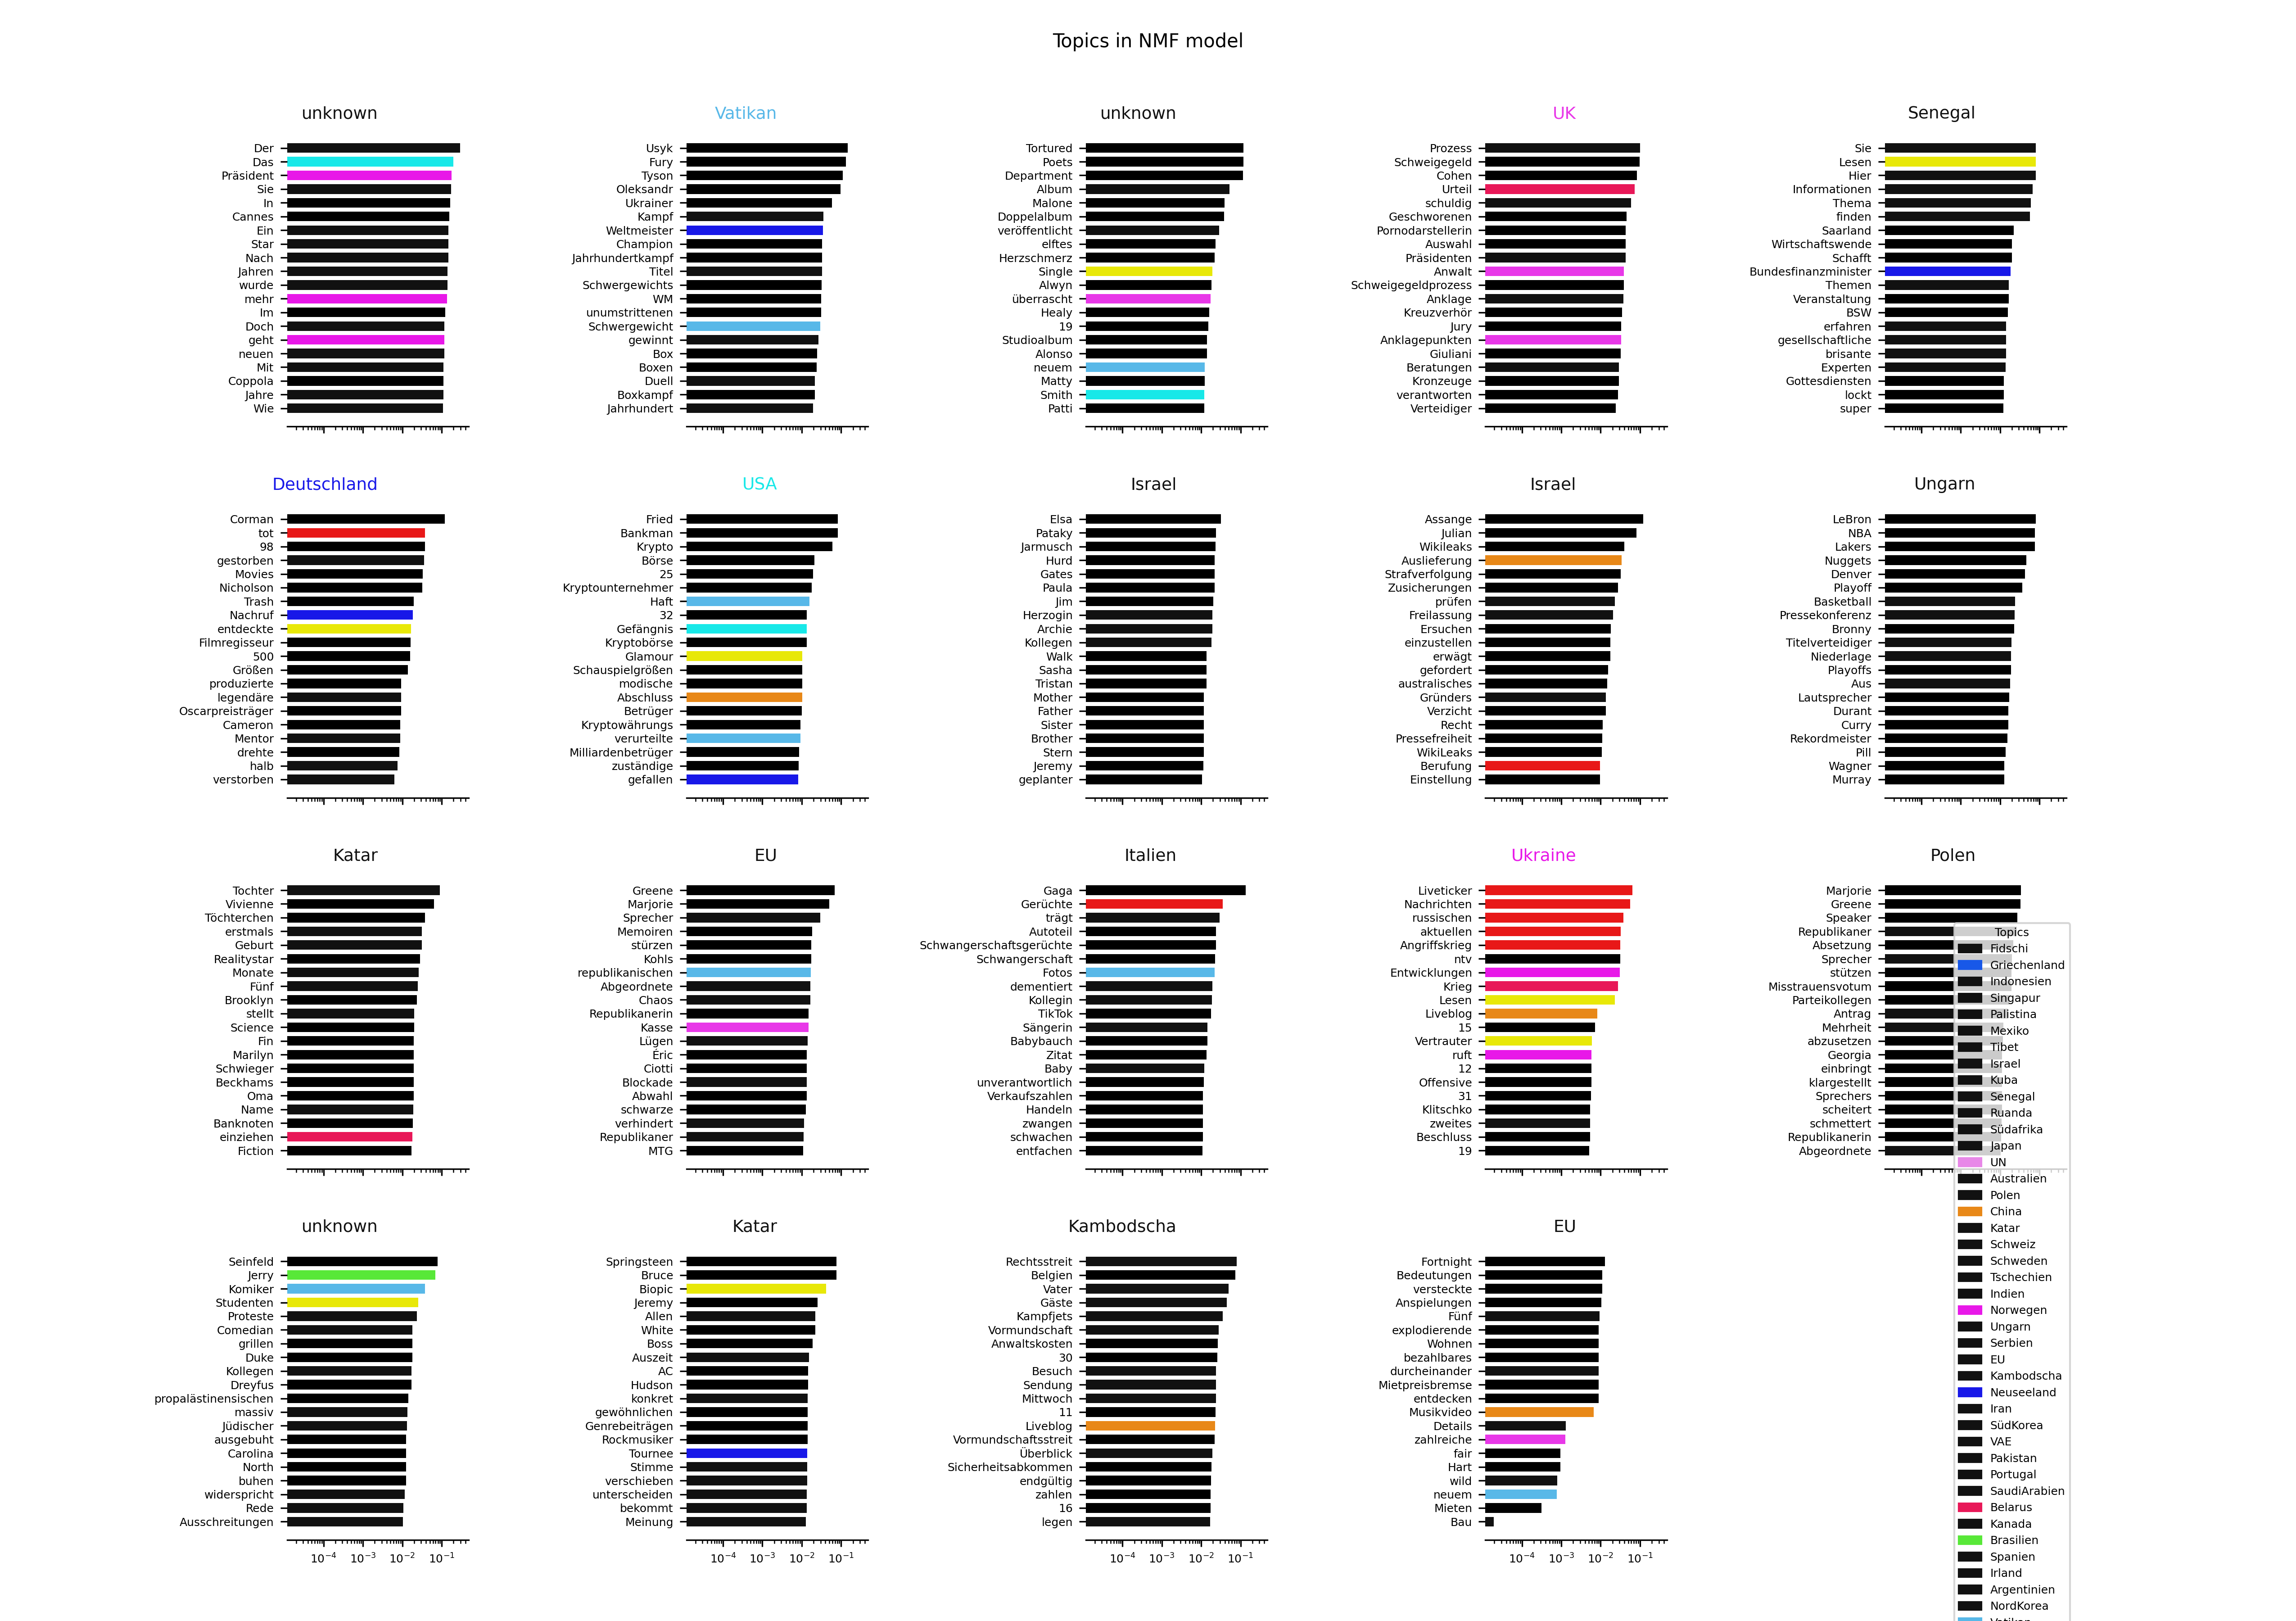 Topics in NMF model
unknown
Der
Das
Präsident
Sie
In
Cannes
Ein
Star
Nach
Jahren
wurde
mehr
Im
Doch
geht
neuen
Mit
Coppola
Jahre
Wie
Vatikan
Usyk
Fury
Tyson
Oleksandr
Ukrainer
Kampf
Weltmeister
Champion
Jahrhundertkampf
Titel
Schwergewichts
WM
unumstrittenen
Schwergewicht
gewinnt
Box
Boxen
Duell
Boxkampf
Jahrhundert
unknown
Tortured
Poets
Department
Album
Malone
Doppelalbum
veröffentlicht
elftes
Herzschmerz
Single
Alwyn
überrascht
Healy
19
Studioalbum
Alonso
neuem
Matty
Smith
Patti
UK
Prozess
Schweigegeld
Cohen
Urteil
schuldig
Geschworenen
Pornodarstellerin
Auswahl
Präsidenten
Anwalt
Schweigegeldprozess
Anklage
Kreuzverhör
Jury
Anklagepunkten
Giuliani
Beratungen
Kronzeuge
verantworten
Verteidiger
Senegal
Sie
Lesen
Hier
Informationen
Thema
finden
Saarland
Wirtschaftswende
Schafft
Bundesfinanzminister
Themen
Veranstaltung
BSW
erfahren
gesellschaftliche
brisante
Experten
Gottesdiensten
lockt
super
Deutschland
Corman
tot
98
gestorben
Movies
Nicholson
Trash
Nachruf
entdeckte
Filmregisseur
500
Größen
produzierte
legendäre
Oscarpreisträger
Cameron
Mentor
drehte
halb
verstorben
USA
Fried
Bankman
Krypto
Börse
25
Kryptounternehmer
Haft
32
Gefängnis
Kryptobörse
Glamour
Schauspielgrößen
modische
Abschluss
Betrüger
Kryptowährungs
verurteilte
Milliardenbetrüger
zuständige
gefallen
Israel
Elsa
Pataky
Jarmusch
Hurd
Gates
Paula
Jim
Herzogin
Archie
Kollegen
Walk
Sasha
Tristan
Mother
Father
Sister
Brother
Stern
Jeremy
geplanter
Israel
Assange
Julian
Wikileaks
Auslieferung
Strafverfolgung
Zusicherungen
prüfen
Freilassung
Ersuchen
einzustellen
erwägt
gefordert
australisches
Gründers
Verzicht
Recht
Pressefreiheit
WikiLeaks
Berufung
Einstellung
Ungarn
LeBron
NBA
Lakers
Nuggets
Denver
Playoff
Basketball
Pressekonferenz
Bronny
Titelverteidiger
Niederlage
Playoffs
Aus
Lautsprecher
Durant
Curry
Rekordmeister
Pill
Wagner
Murray
Katar
Tochter
Vivienne
Töchterchen
erstmals
Geburt
Realitystar
Monate
Fünf
Brooklyn
stellt
Science
Fin
Marilyn
Schwieger
Beckhams
Oma
Name
Banknoten
einziehen
Fiction
EU
Greene
Marjorie
Sprecher
Memoiren
stürzen
Kohls
republikanischen
Abgeordnete
Chaos
Republikanerin
Kasse
Lügen
Éric
Ciotti
Blockade
Abwahl
schwarze
verhindert
Republikaner
MTG
Italien
Gaga
Gerüchte
trägt
Autoteil
Schwangerschaftsgerüchte
Schwangerschaft
Fotos
dementiert
Kollegin
TikTok
Sängerin
Babybauch
Zitat
Baby
unverantwortlich
Verkaufszahlen
Handeln
zwangen
schwachen
entfachen
Ukraine
Liveticker
Nachrichten
russischen
aktuellen
Angriffskrieg
ntv
Entwicklungen
Krieg
Lesen
Liveblog
15
Vertrauter
ruft
12
Offensive
31
Klitschko
zweites
Beschluss
19
Polen
Marjorie
Greene
Speaker
Republikaner
Absetzung
Sprecher
stützen
Misstrauensvotum
Parteikollegen
Antrag
Mehrheit
abzusetzen
Georgia
einbringt
klargestellt
Sprechers
scheitert
schmettert
Republikanerin
Abgeordnete
unknown
Seinfeld
Jerry
Komiker
Studenten
Proteste
Comedian
grillen
Duke
Kollegen
Dreyfus
propalästinensischen
massiv
Jüdischer
ausgebuht
Carolina
North
buhen
widerspricht
Rede
Ausschreitungen
10⁻⁴ 10⁻³ 10⁻² 10⁻¹
Katar
Springsteen
Bruce
Biopic
Jeremy
Allen
White
Boss
Auszeit
AC
Hudson
konkret
gewöhnlichen
Genrebeiträgen
Rockmusiker
Tournee
Stimme
verschieben
unterscheiden
bekommt
Meinung
10⁻⁴ 10⁻³ 10⁻² 10⁻¹
Kambodscha
Rechtsstreit
Belgien
Vater
Gäste
Kampfjets
Vormundschaft
Anwaltskosten
30
Besuch
Sendung
Mittwoch
11
Liveblog
Vormundschaftsstreit
Überblick
Sicherheitsabkommen
endgültig
zahlen
16
legen
10⁻⁴ 10⁻³ 10⁻² 10⁻¹
EU
Fortnight
Bedeutungen
versteckte
Anspielungen
Fünf
explodierende
Wohnen
bezahlbares
durcheinander
Mietpreisbremse
entdecken
Musikvideo
Details
zahlreiche
fair
Hart
wild
neuem
Mieten
Bau
10⁻⁴ 10⁻³ 10⁻² 10⁻¹
Topics
Fidschi
Griechenland
Indonesien
Singapur
Palistina
Mexiko
Tibet
Israel
Kuba
Senegal
Ruanda
Südafrika
Japan
UN
Australien
Polen
China
Katar
Schweiz
Schweden
Tschechien
Indien
Norwegen
Ungarn
Serbien
EU
Kambodscha
Neuseeland
Iran
SüdKorea
VAE
Pakistan
Portugal
SaudiArabien
Belarus
Kanada
Brasilien
Spanien
Irland
Argentinien
NordKorea